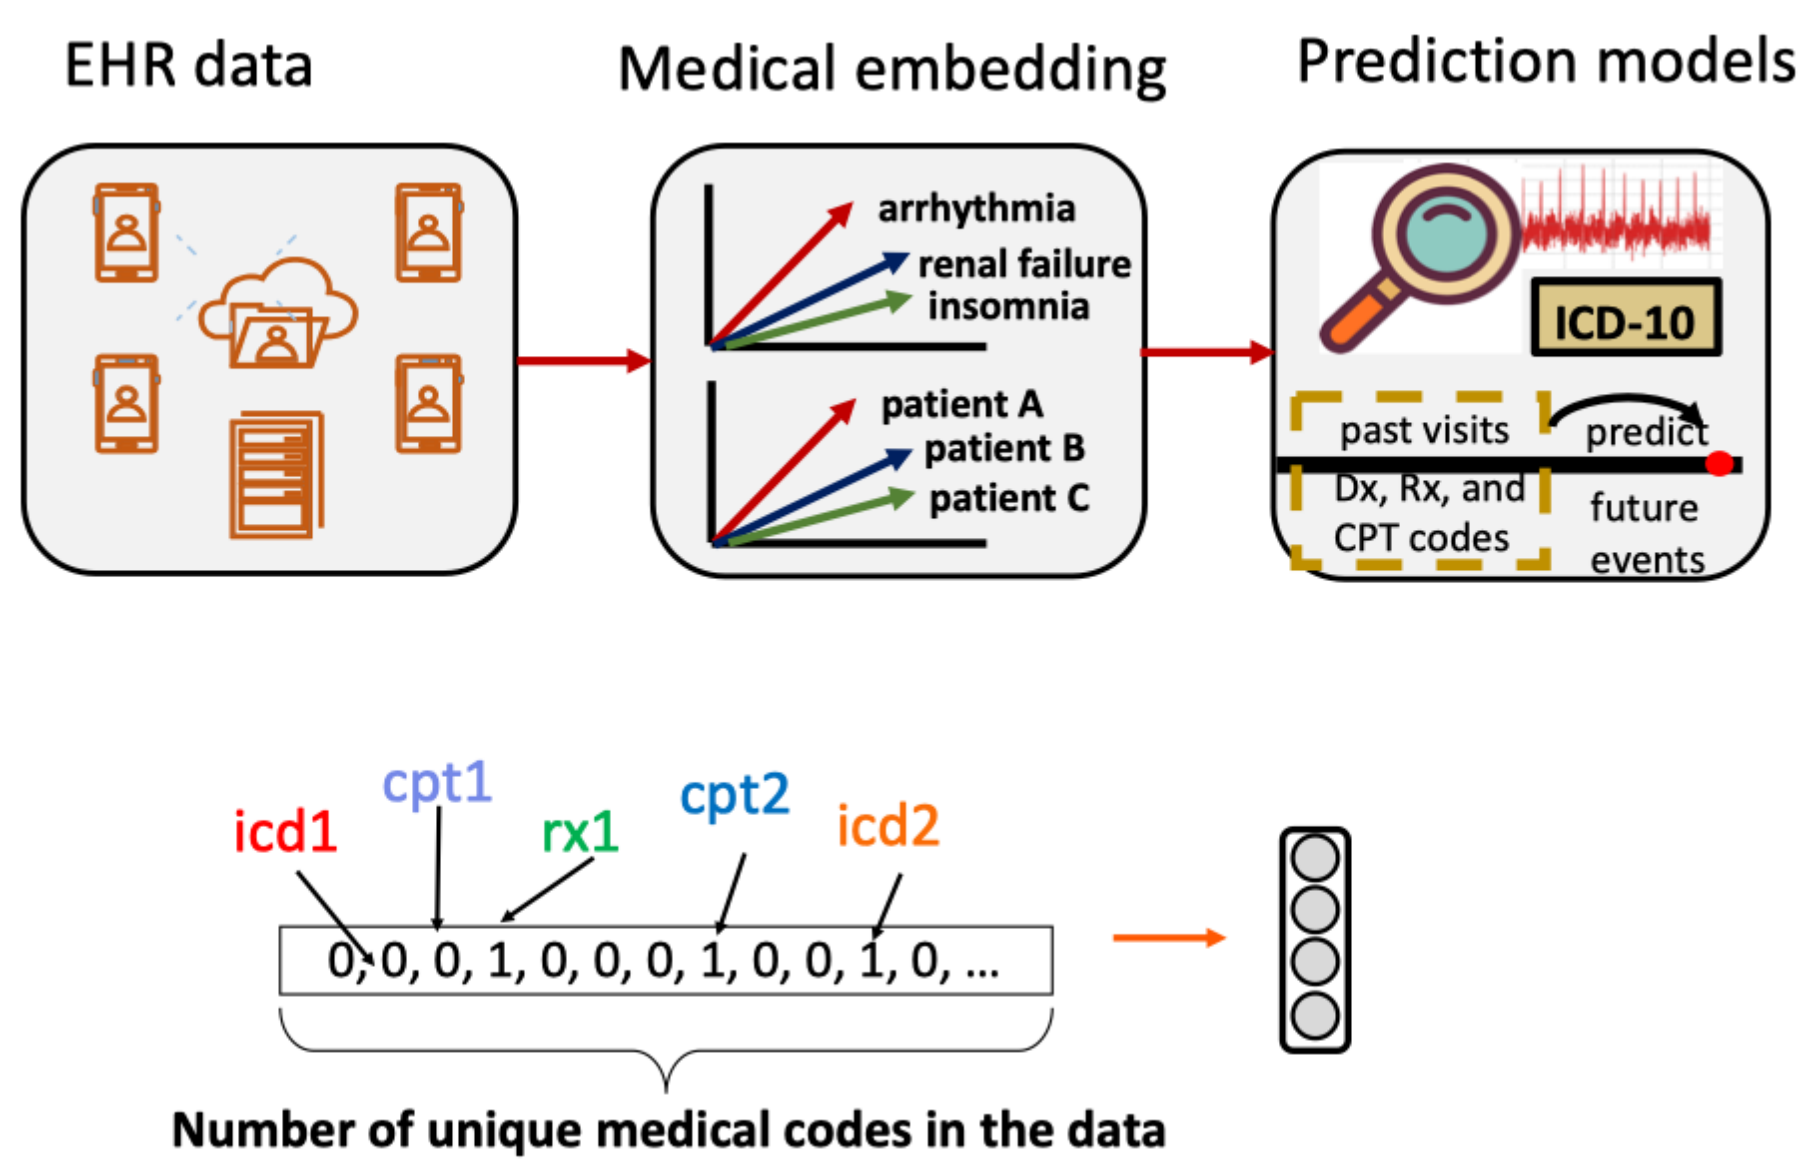 EHR data
Medical embedding
Prediction models
arrhythmia
renal failure
insomnia
patient A
patient B
patient C
ICD-10
past visits
predict
Dx, Rx, and
CPT codes
future
events
icd1
cpt1
rx1
cpt2
icd2
0, 0, 0, 1, 0, 0, 0, 1, 0, 0, 1, 0, ...
Number of unique medical codes in the data